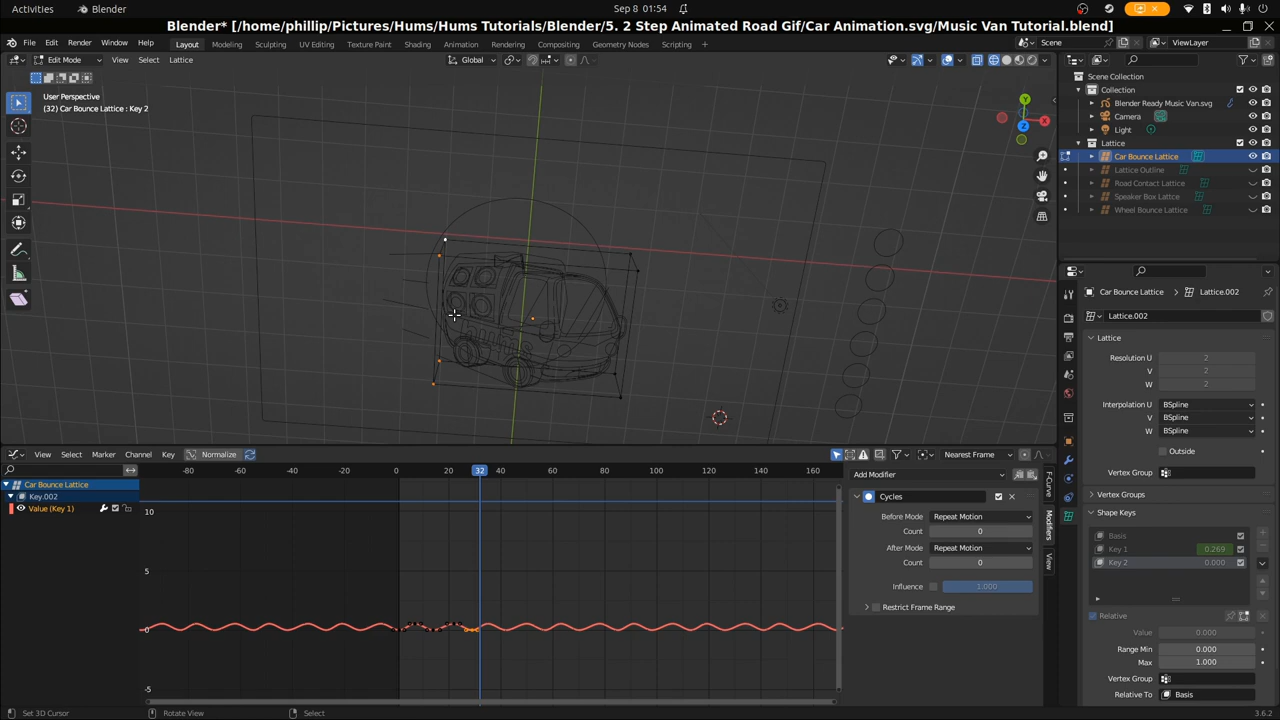 Activities Blender Sep 8 01:54
Blender* [/home/phillip/Pictures/Hums/Hums Tutorials/Blender/5. 2 Step Animated Road Gif/Car Animation.svg/Music Van Tutorial.blend]
File Edit Render Window Help Layout Modeling Sculpting UV Editing Texture Paint Shading Animation Rendering Compositing Geometry Nodes Scripting + Scene ViewLayer
Edit Mode View Select Lattice Global
User Perspective
(32) Car Bounce Lattice : Key 2
Y
X
Z
Scene Collection
Collection
Blender Ready Music Van.svg
Camera
Light
Lattice
Car Bounce Lattice
Lattice Outline
Road Contact Lattice
Speaker Box Lattice
Wheel Bounce Lattice
Car Bounce Lattice > Lattice.002
Lattice.002
Lattice
Resolution U 2
V 2
W 2
Interpolation U BSpline
V BSpline
W BSpline
Outside
Vertex Group
Vertex Groups
Shape Keys
Basis
Key 1 0.269
Key 2 0.000
Relative
Value 0.000
Range Min 0.000
Max 1.000
Vertex Group
Relative To Basis
View Select Marker Channel Key Normalize Nearest Frame
-80 -60 -40 -20 0 20 32 40 60 80 100 120 140 160
Car Bounce Lattice
Key.002
Value (Key 1)
10
5
0
-5
Add Modifier
Cycles
Before Mode Repeat Motion
Count 0
After Mode Repeat Motion
Count 0
Influence 1.000
Restrict Frame Range
F-Curve
Modifiers
View
Set 3D Cursor Rotate View Select 3.6.2